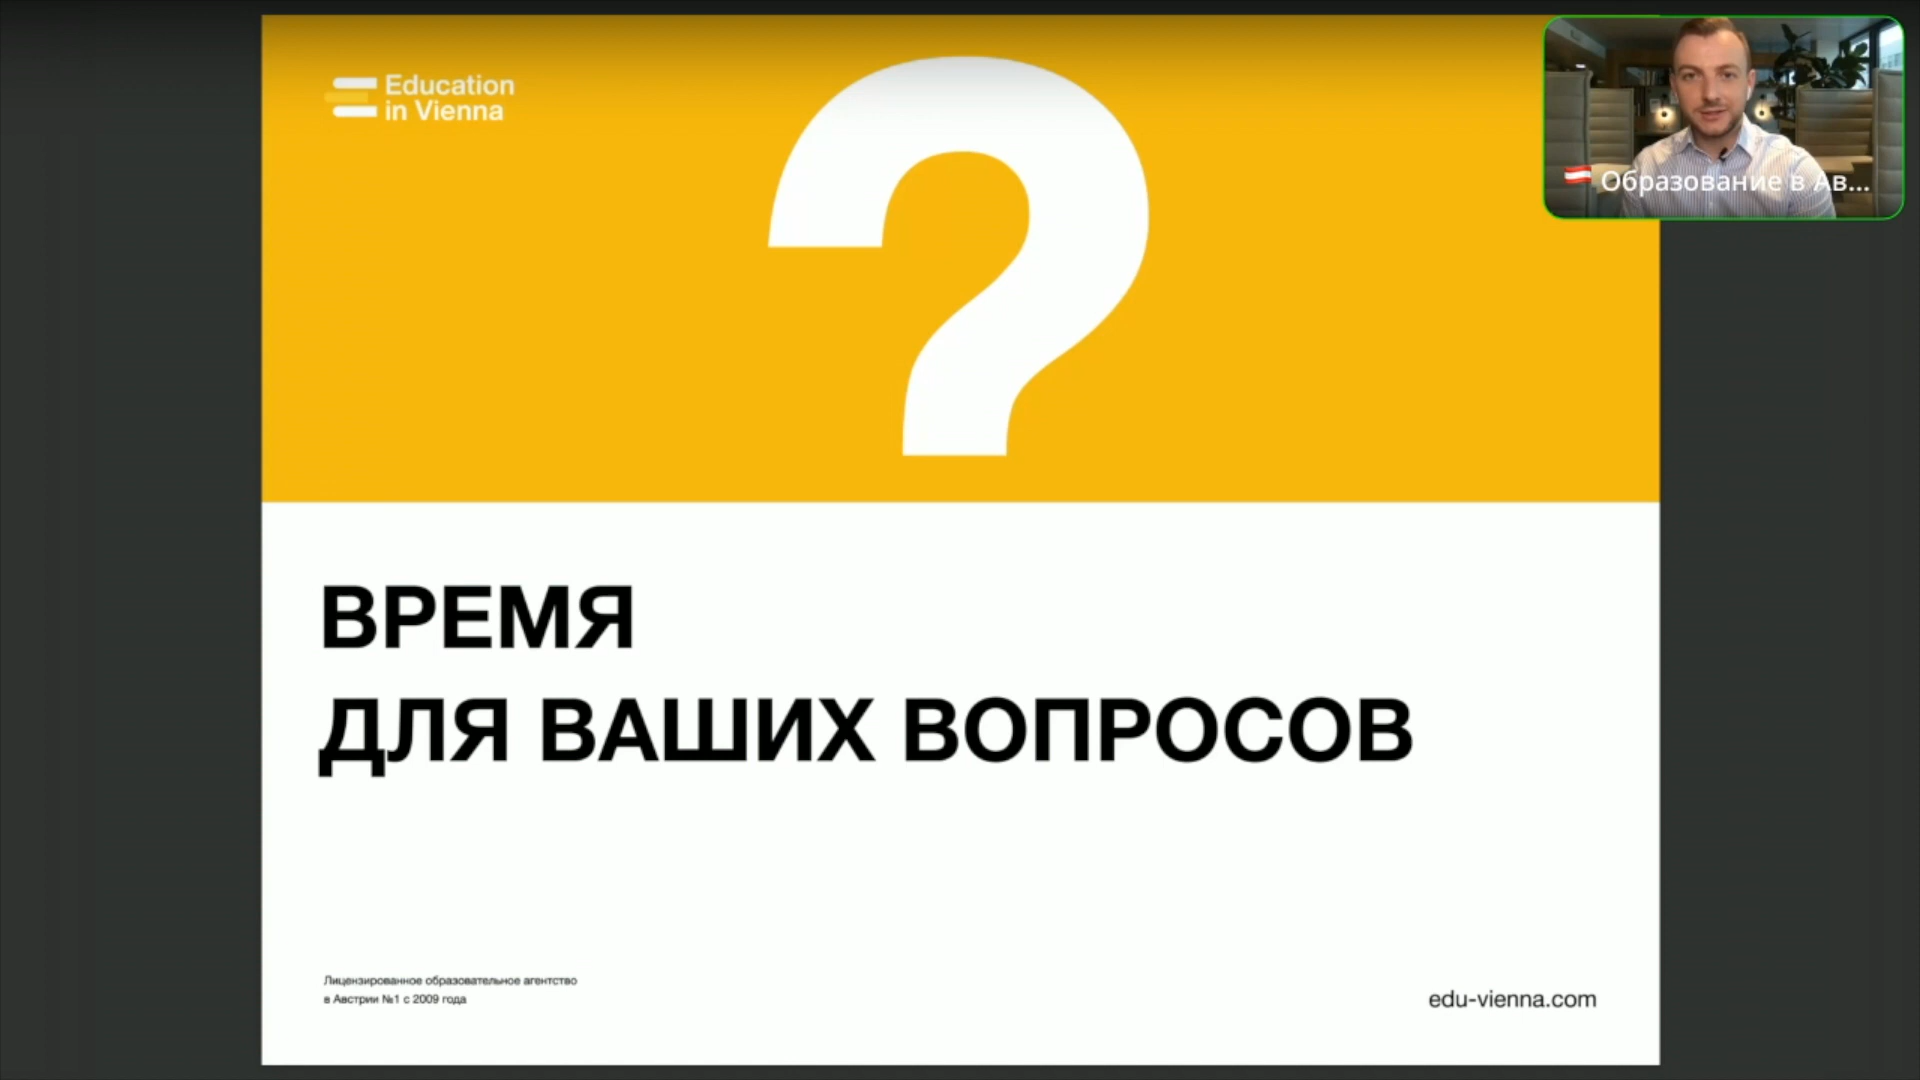 Education
in Vienna
Образование в Ав...
ВРЕМЯ
ДЛЯ ВАШИХ ВОПРОСОВ
Лицензированное образовательное агентство
в Австрии №1 с 2009 года
edu-vienna.com